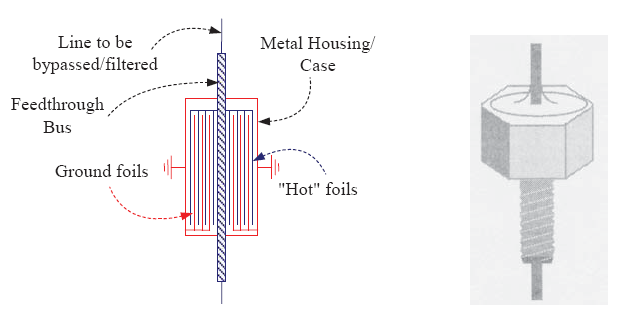 Line to be
bypassed/filtered
Metal Housing/
Case
Feedthrough
Bus
Ground foils
"Hot" foils